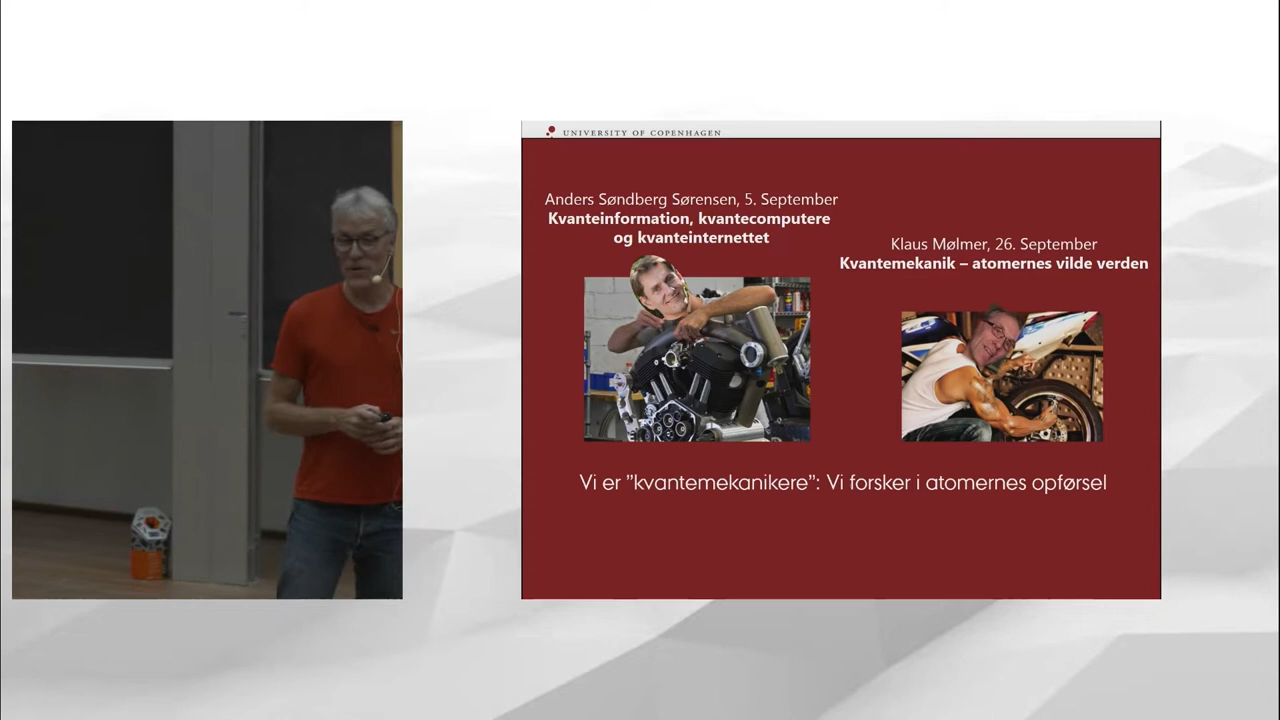 UNIVERSITY OF COPENHAGEN
Anders Søndberg Sørensen, 5. September
Kvanteinformation, kvantecomputere
og kvanteinternettet
Klaus Mølmer, 26. September
Kvantemekanik – atomernes vilde verden
Vi er ”kvantemekanikere”: Vi forsker i atomernes opførsel